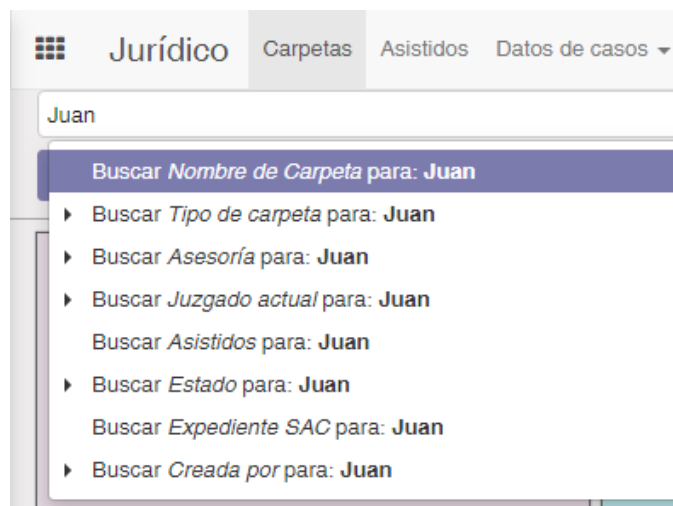 Jurídico Carpetas Asistidos Datos de casos
Juan
Buscar Nombre de Carpeta para: Juan
Buscar Tipo de carpeta para: Juan
Buscar Asesoría para: Juan
Buscar Juzgado actual para: Juan
Buscar Asistidos para: Juan
Buscar Estado para: Juan
Buscar Expediente SAC para: Juan
Buscar Creada por para: Juan